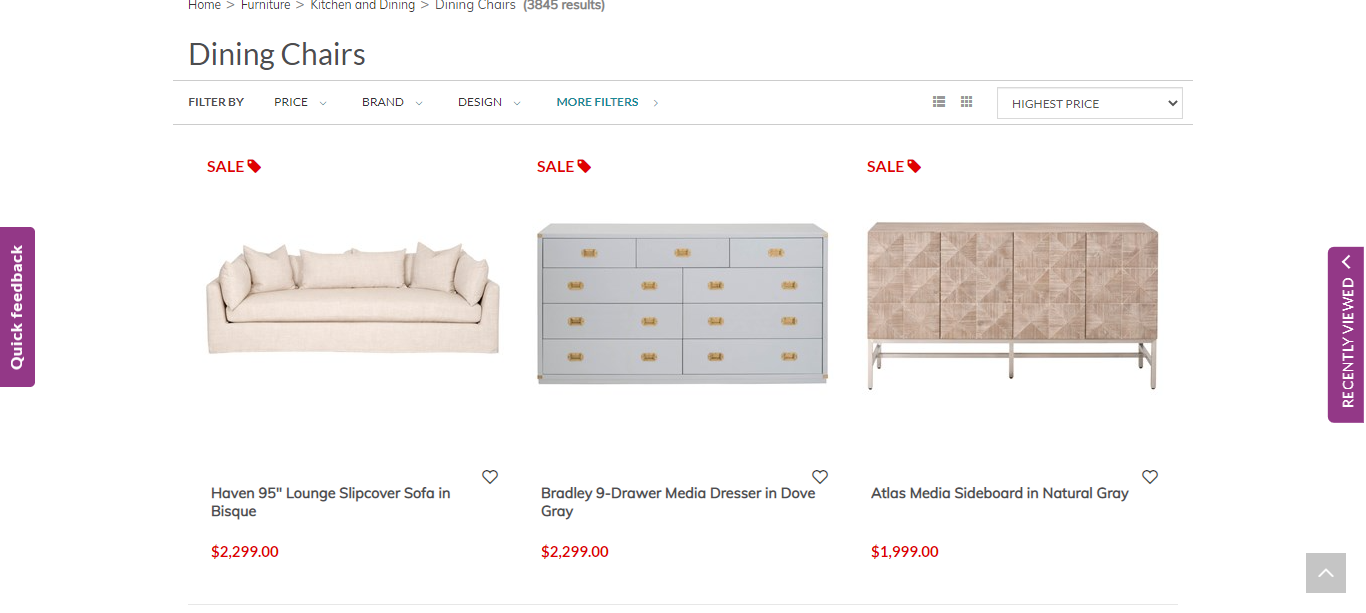 Home > Furniture > Kitchen and Dining > Dining Chairs (3845 results)
Dining Chairs
FILTER BY PRICE BRAND DESIGN MORE FILTERS HIGHEST PRICE
SALE SALE SALE
Quick feedback
RECENTLY VIEWED
Haven 95" Lounge Slipcover Sofa in
Bisque
$2,299.00
Bradley 9-Drawer Media Dresser in Dove
Gray
$2,299.00
Atlas Media Sideboard in Natural Gray
$1,999.00